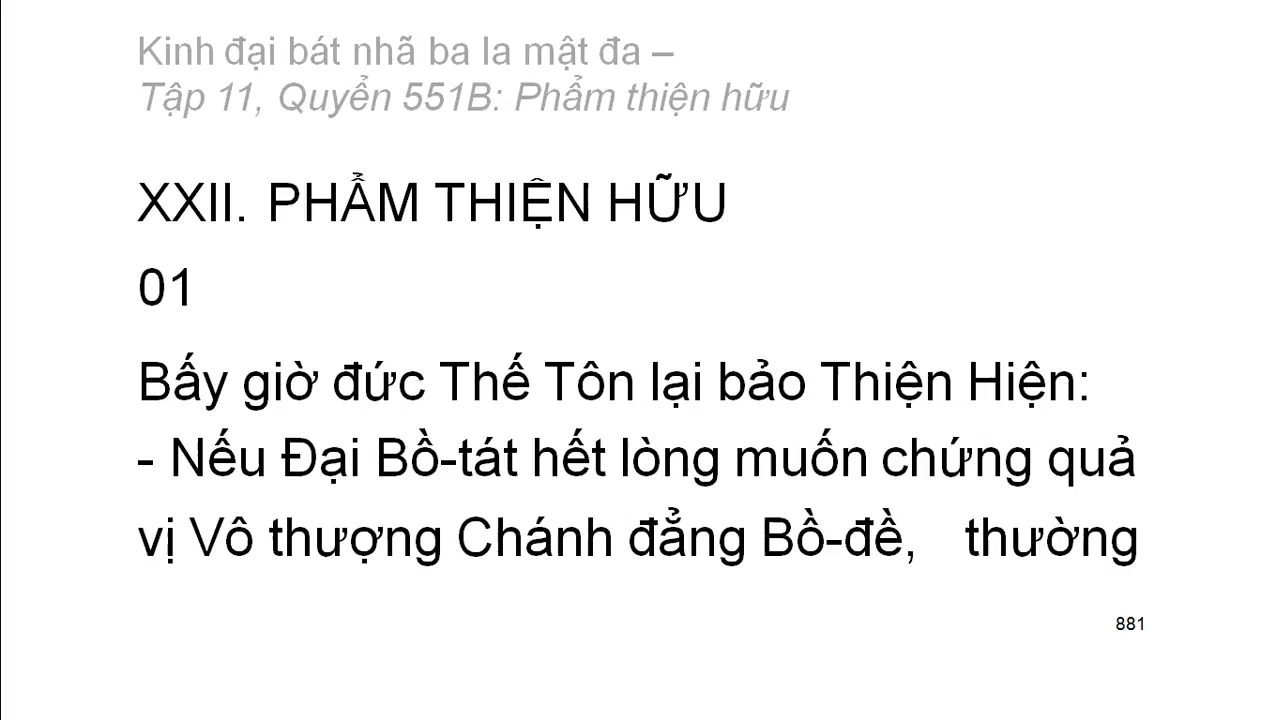 Kinh đại bát nhã ba la mật đa –
Tập 11, Quyển 551B: Phẩm thiện hữu
XXII. PHẨM THIỆN HỮU
01
Bấy giờ đức Thế Tôn lại bảo Thiện Hiện:
- Nếu Đại Bồ-tát hết lòng muốn chứng quả
vị Vô thượng Chánh đẳng Bồ-đề, thường
881